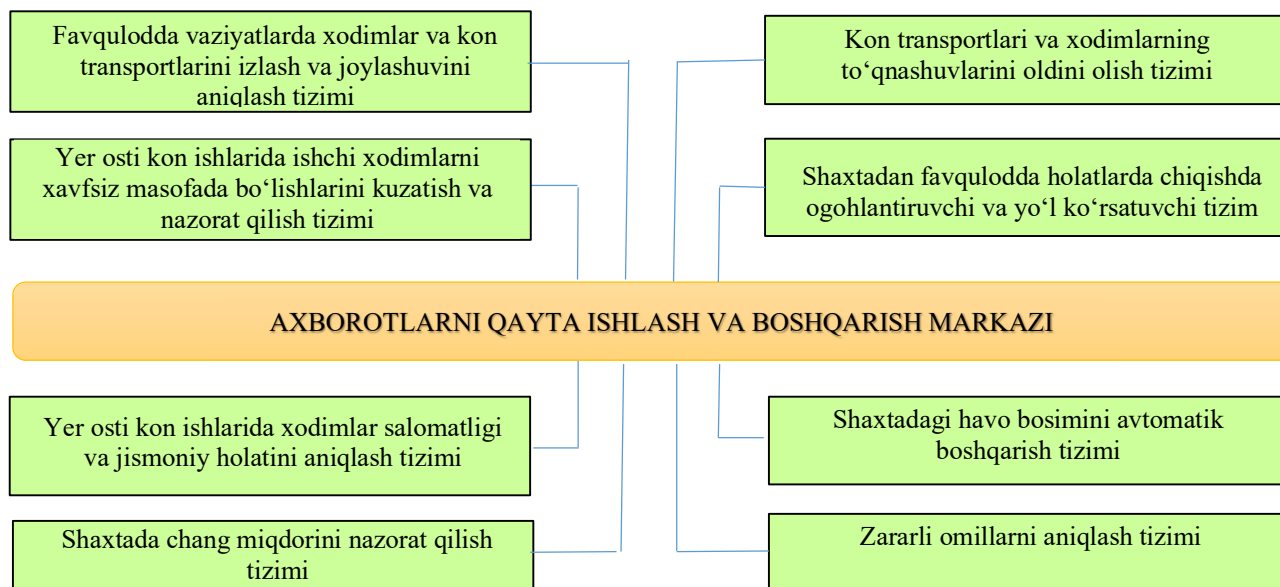 Favqulodda vaziyatlarda xodimlar va kon
transportlarini izlash va joylashuvini
aniqlash tizimi
Kon transportlari va xodimlarning
to‘qnashuvlarini oldini olish tizimi
Yer osti kon ishlarida ishchi xodimlarni
xavfsiz masofada bo‘lishlarini kuzatish va
nazorat qilish tizimi
Shaxtadan favqulodda holatlarda chiqishda
ogohlantiruvchi va yo‘l ko‘rsatuvchi tizim
AXBOROTLARNI QAYTA ISHLASH VA BOSHQARISH MARKAZI
Yer osti kon ishlarida xodimlar salomatligi
va jismoniy holatini aniqlash tizimi
Shaxtadagi havo bosimini avtomatik
boshqarish tizimi
Shaxtada chang miqdorini nazorat qilish
tizimi
Zararli omillarni aniqlash tizimi